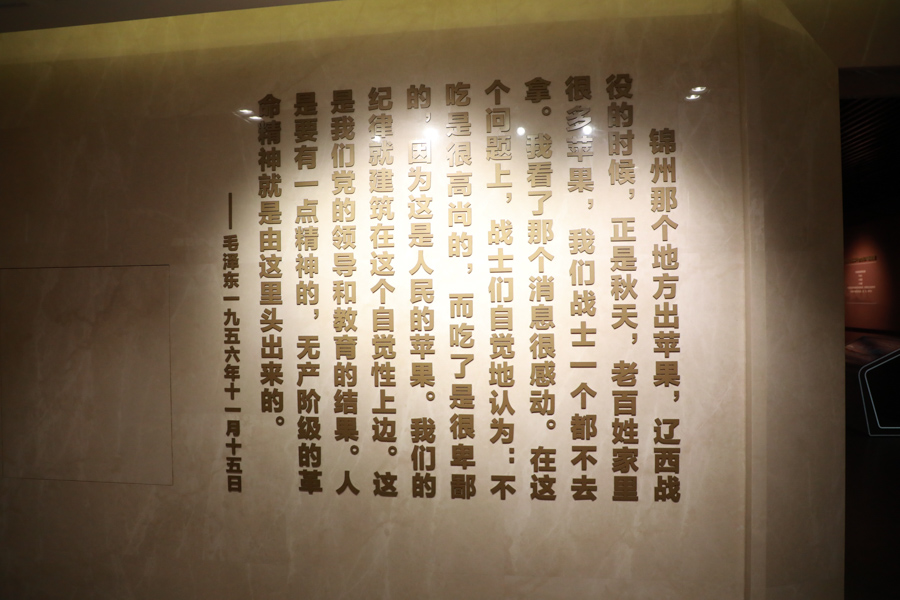 锦州那个地方出苹果，辽西战
役的时候，正是秋天，老百姓家里
很多苹果，我们战士一个都不去
拿。我看了那个消息很感动。在这
个问题上，战士们自觉地认为：不
吃是很高尚的，而吃了是很卑鄙
的，因为这是人民的苹果。我们的
纪律就建筑在这个自觉性上边。这
是我们党的领导和教育的结果。人
是要有一点精神的，无产阶级的革
命精神就是由这里头出来的。
——毛泽东一九五六年十一月十五日